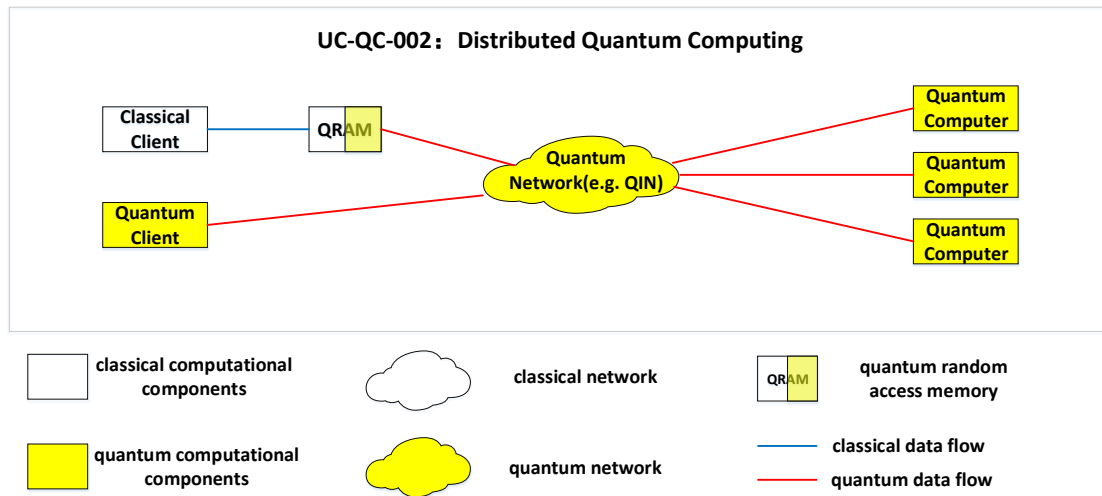 UC-QC-002：Distributed Quantum Computing
Classical
Client
QRAM
Quantum
Client
Quantum
Network(e.g. QIN)
Quantum
Computer
Quantum
Computer
Quantum
Computer
classical computational
components
classical network
QRAM
quantum random
access memory
quantum computational
components
quantum network
classical data flow
quantum data flow